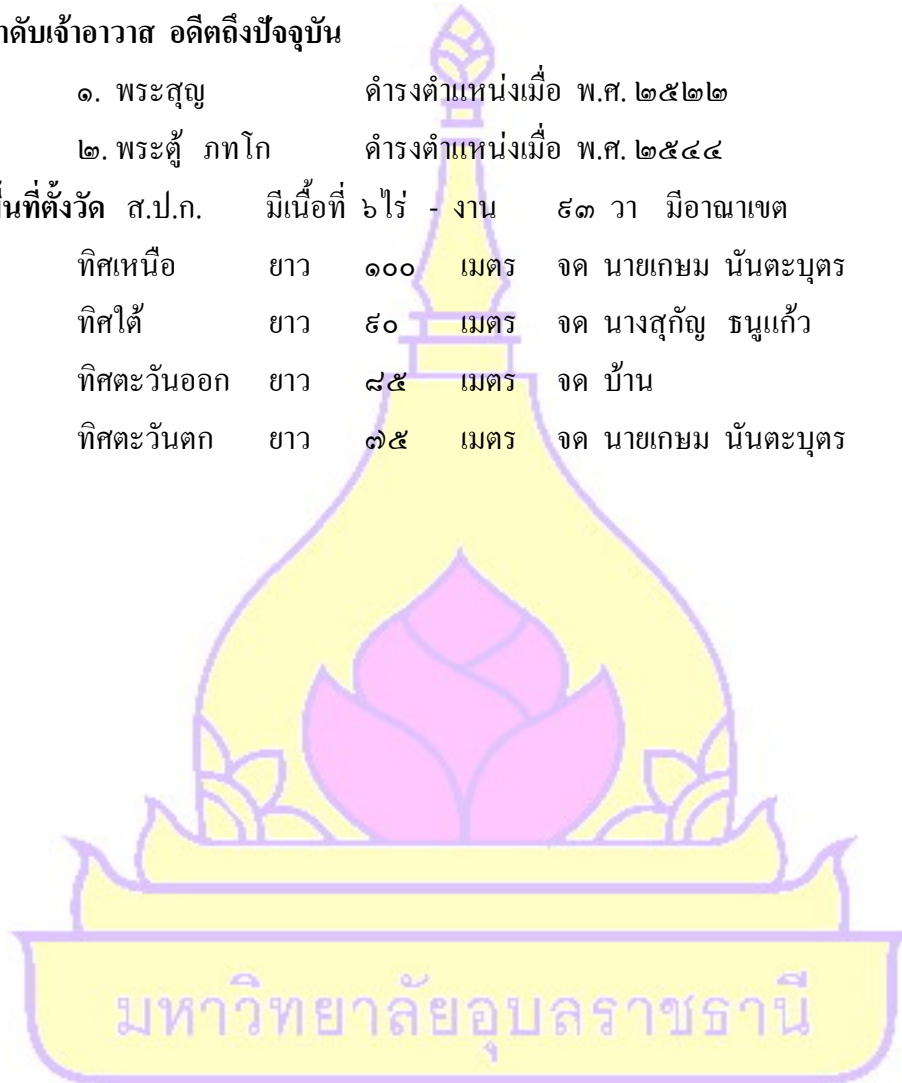 าดับเจ้าอาวาส อดีตถึงปัจจุบัน
๑. พระสุญ ดำรงตำแหน่งเมื่อ พ.ศ. ๒๕๒๒
๒. พระตู้ ภทโก ดำรงตำแหน่งเมื่อ พ.ศ. ๒๕๔๔
ื้นที่ตั้งวัด ส.ป.ก. มีเนื้อที่ ๖ ไร่ - งาน ๕๓ วา มีอาณาเขต
ทิศเหนือ ยาว ๑๐๐ เมตร จด นายเกษม นันตะบุตร
ทิศใต้ ยาว ๙๐ เมตร จด นางสุกัญ ธนูแก้ว
ทิศตะวันออก ยาว ๘๕ เมตร จด บ้าน
ทิศตะวันตก ยาว ๗๕ เมตร จด นายเกษม นันตะบุตร
มหาวิทยาลัยอุบลราชธานี